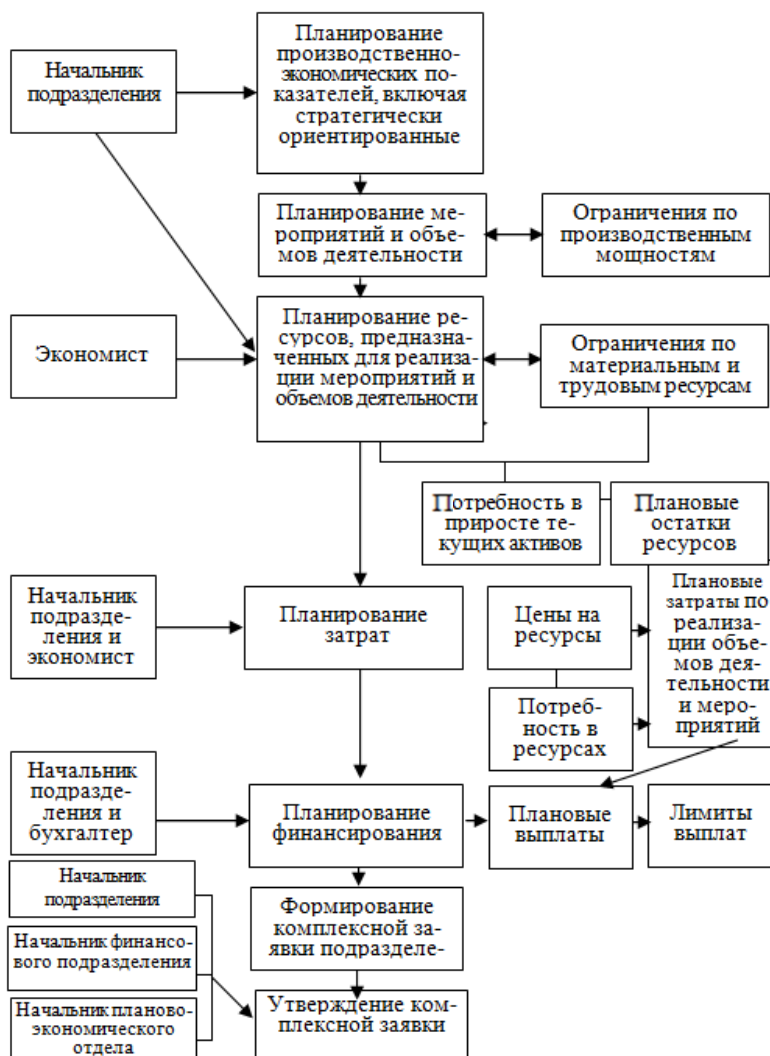 Начальник
подразделения
Планирование
производственно-
экономических по-
казателей, включая
стратегически
ориентированные
Планирование ме-
роприятий и объе-
мов деятельности
Ограничения по
производственным
мощностям
Экономист
Планирование ре-
сурсов, предназна-
ченных для реализа-
ции мероприятий и
объемов деятельности
Ограничения по
материальным и
трудовым ресурсам
Потребность в
приросте те-
кущих активов
Плановые
остатки
ресурсов
Начальник
подразде-
ления и
экономист
Планирование
затрат
Цены на
ресурсы
Потреб-
ность в
ресурсах
Плановые
затраты по
реализа-
ции объе-
мов дея-
тельности
и меро-
приятий
Начальник
подразде-
ления и
бухгалтер
Планирование
финансирования
Плановые
выплаты
Лимиты
выплат
Начальник
подразделения
Начальник финансо-
вого подразделения
Начальник планово-
экономического
отдела
Формирование
комплексной за-
явки подразделе-
Утверждение ком-
плексной заявки